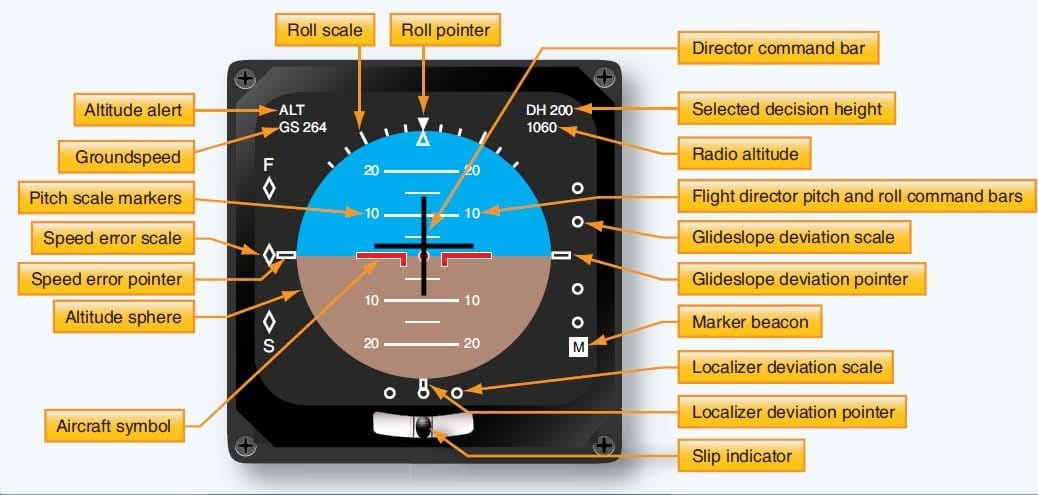 Roll scale
Roll pointer
Director command bar
Altitude alert
ALT
DH 200
Selected decision height
GS 264
1060
Groundspeed
Radio altitude
F
20
20
Pitch scale markers
10
10
Flight director pitch and roll command bars
Speed error scale
Glideslope deviation scale
Speed error pointer
Glideslope deviation pointer
Altitude sphere
10
10
Marker beacon
S
20
20
M
Localizer deviation scale
Localizer deviation pointer
Aircraft symbol
Slip indicator